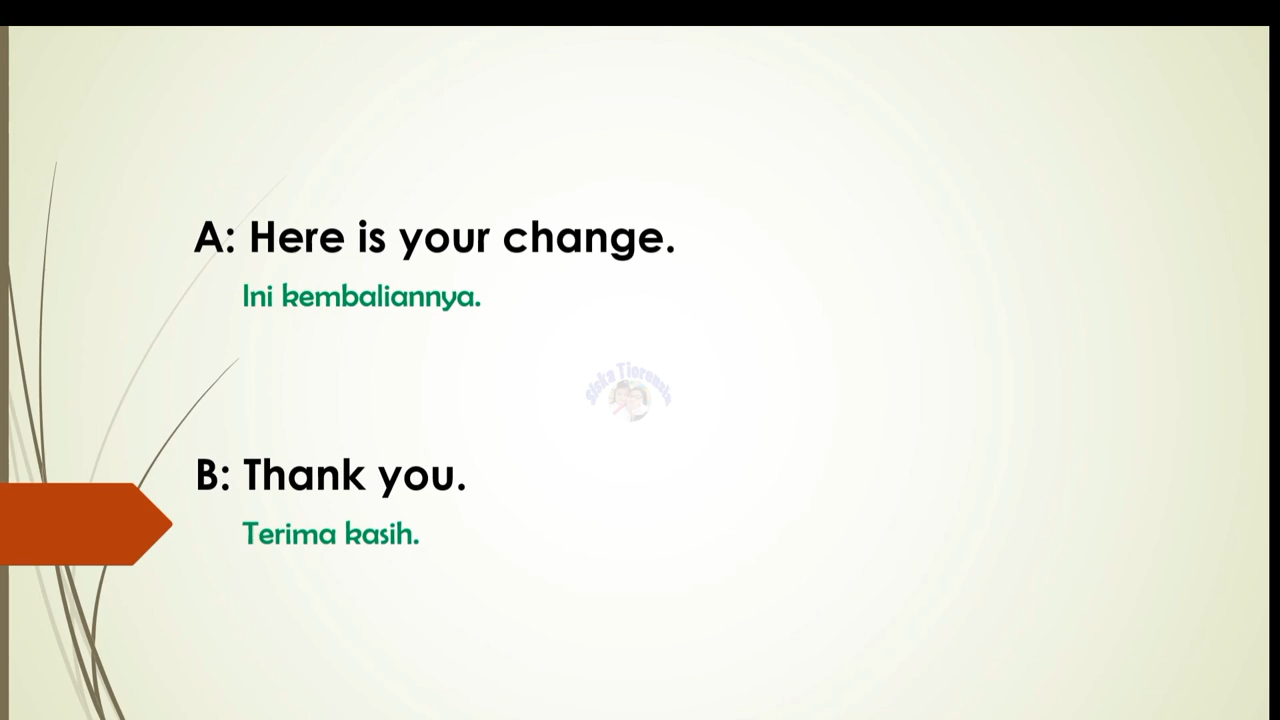 A: Here is your change.
Ini kembaliannya.
B: Thank you.
Terima kasih.